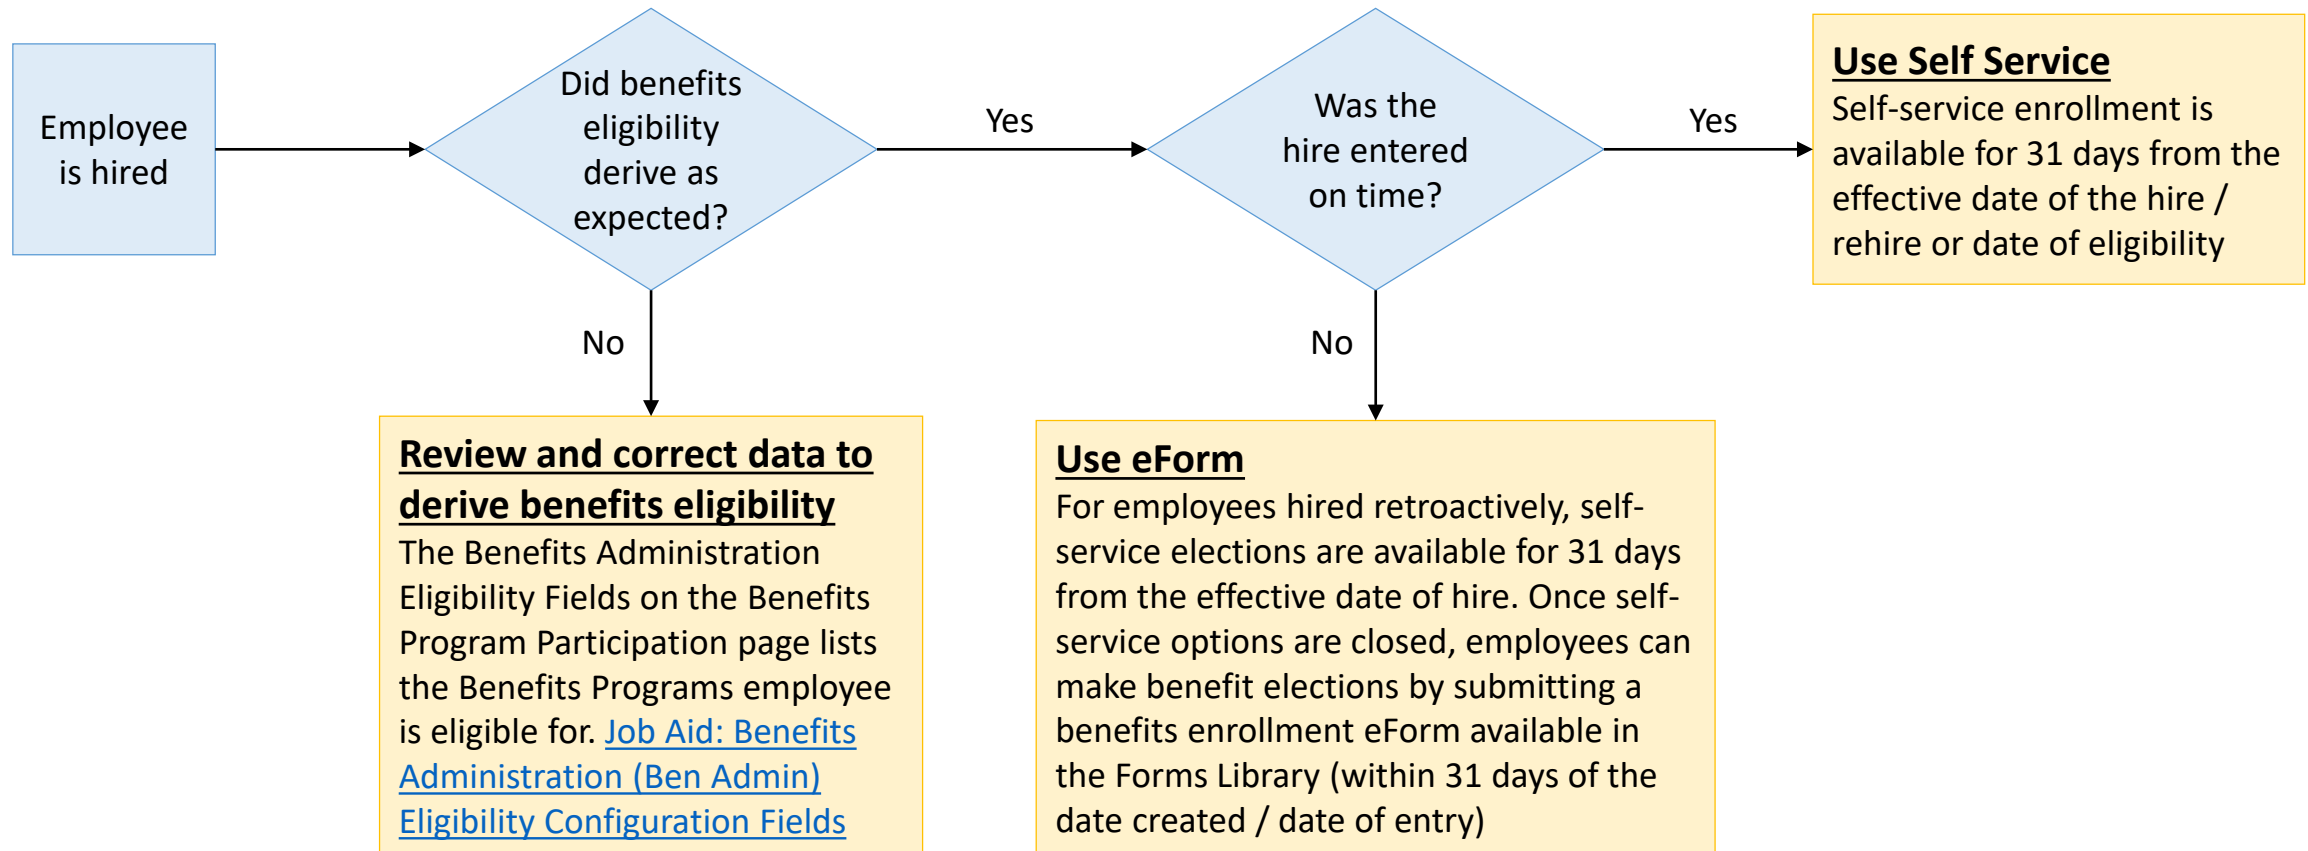 Employee
is hired
Did benefits
eligibility
derive as
expected?
Yes
Was the
hire entered
on time?
Yes
Use Self Service
Self-service enrollment is
available for 31 days from the
effective date of the hire /
rehire or date of eligibility
No
No
Review and correct data to
derive benefits eligibility
The Benefits Administration
Eligibility Fields on the Benefits
Program Participation page lists
the Benefits Programs employee
is eligible for. Job Aid: Benefits
Administration (Ben Admin)
Eligibility Configuration Fields
Use eForm
For employees hired retroactively, self-
service elections are available for 31 days
from the effective date of hire. Once self-
service options are closed, employees can
make benefit elections by submitting a
benefits enrollment eForm available in
the Forms Library (within 31 days of the
date created / date of entry)